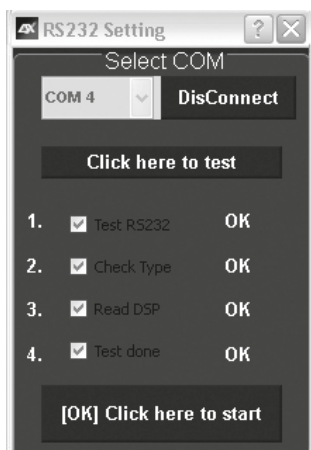 AX RS232 Setting ? X
Select COM
COM 4 DisConnect
Click here to test
1. Test RS232 OK
2. Check Type OK
3. Read DSP OK
4. Test done OK
[OK] Click here to start